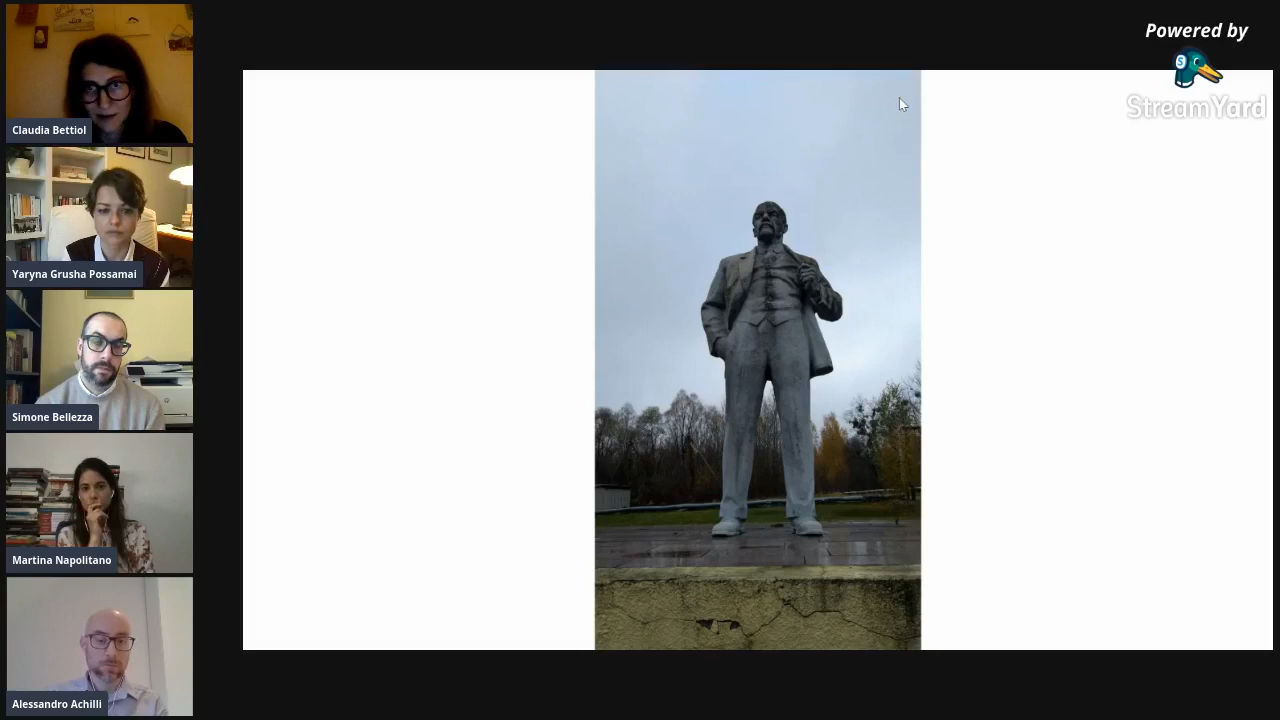 Powered by
S
StreamYard
Claudia Bettiol
Yaryna Grusha Possamai
Simone Bellezza
Martina Napolitano
Alessandro Achilli